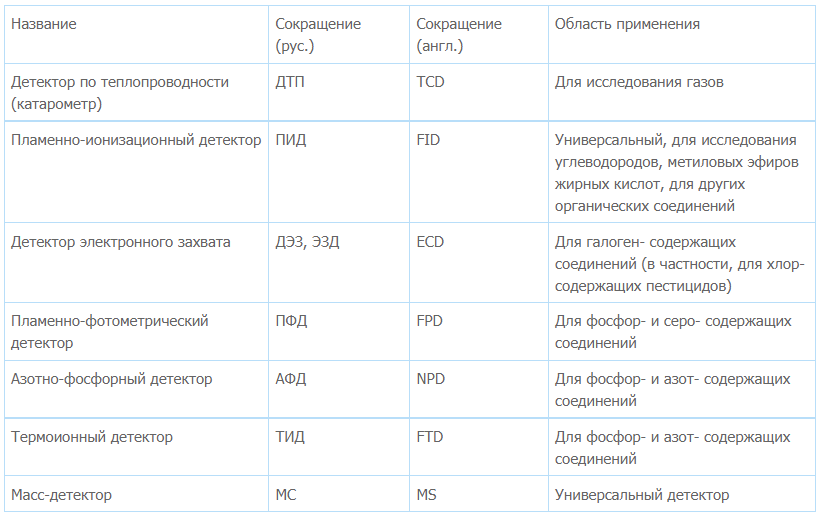 Название
Сокращение
(рус.)
Сокращение
(англ.)
Область применения
Детектор по теплопроводности
(катарометр)
ДТП
TCD
Для исследования газов
Пламенно-ионизационный детектор
ПИД
FID
Универсальный, для исследования
углеводородов, метиловых эфиров
жирных кислот, для других
органических соединений
Детектор электронного захвата
ДЭЗ, ЭЗД
ECD
Для галоген- содержащих
соединений (в частности, для хлор-
содержащих пестицидов)
Пламенно-фотометрический
детектор
ПФД
FPD
Для фосфор- и серо- содержащих
соединений
Азотно-фосфорный детектор
АФД
NPD
Для фосфор- и азот- содержащих
соединений
Термоионный детектор
ТИД
FTD
Для фосфор- и азот- содержащих
соединений
Масс-детектор
МС
MS
Универсальный детектор